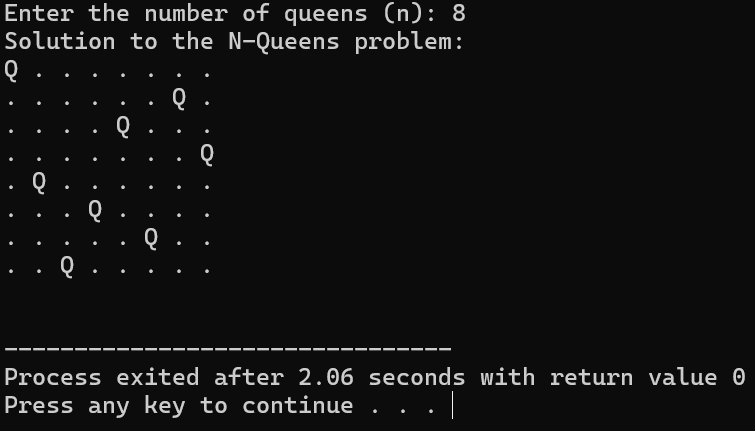 Enter the number of queens (n): 8
Solution to the N-Queens problem:
Q . . . . . . .
. . . . . . Q .
. . . . Q . . .
. . . . . . . Q
. Q . . . . . .
. . . Q . . . .
. . . . . Q . .
. . Q . . . . .
--------------------------------
Process exited after 2.06 seconds with return value 0
Press any key to continue . . .